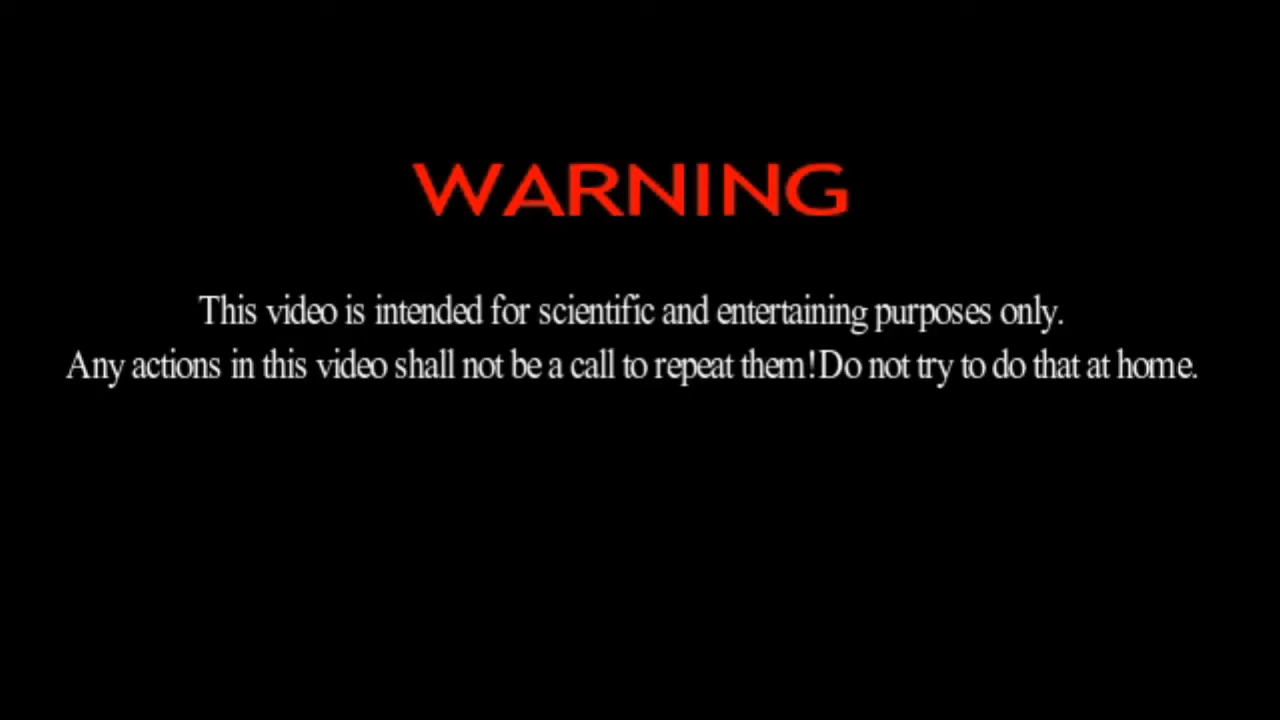 WARNING
This video is intended for scientific and entertaining purposes only.
Any actions in this video shall not be a call to repeat them!Do not try to do that at home.